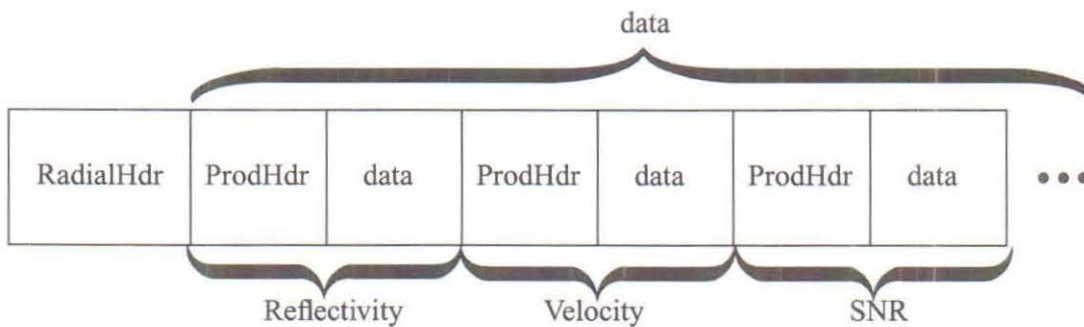 data
RadialHdr ProdHdr data ProdHdr data ProdHdr data •••
Reflectivity Velocity SNR